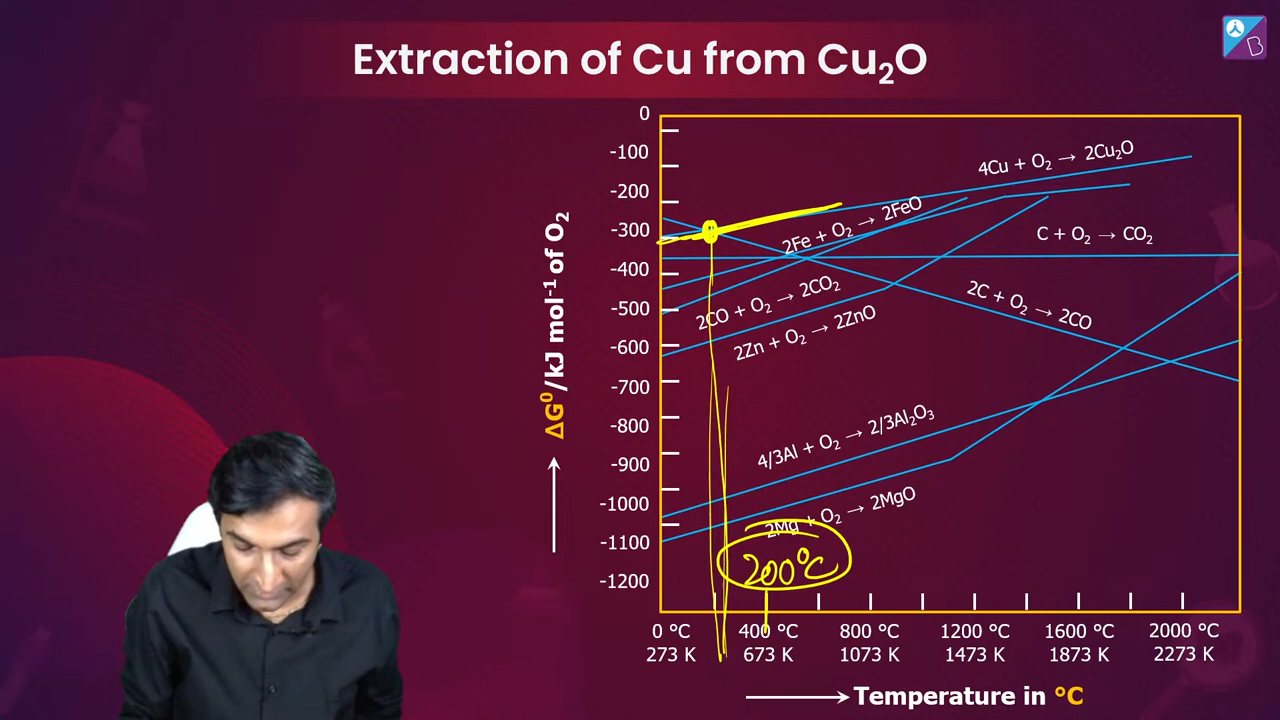 Extraction of Cu from Cu₂O
B
0
-100
-200
-300
-400
-500
-600
-700
-800
-900
-1000
-1100
-1200
ΔG⁰/kJ mol⁻¹ of O₂
4Cu + O₂ → 2Cu₂O
2Fe + O₂ → 2FeO
C + O₂ → CO₂
2CO + O₂ → 2CO₂
2C + O₂ → 2CO
2Zn + O₂ → 2ZnO
4/3Al + O₂ → 2/3Al₂O₃
2Mg + O₂ → 2MgO
200°C
0 °C 400 °C 800 °C 1200 °C 1600 °C 2000 °C
273 K 673 K 1073 K 1473 K 1873 K 2273 K
Temperature in °C